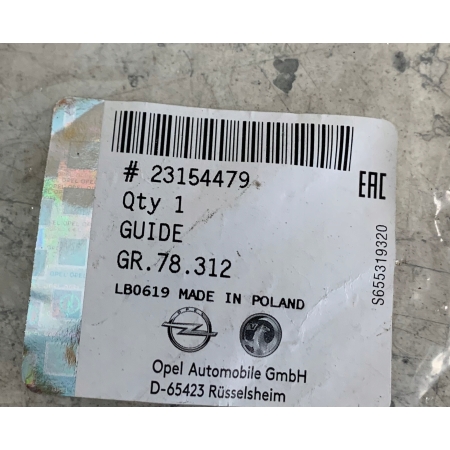 # 23154479
Qty 1
GUIDE
GR.78.312
LB0619 MADE IN POLAND
Opel Automobile GmbH
D-65423 Rüsselsheim
EAC
S655319320